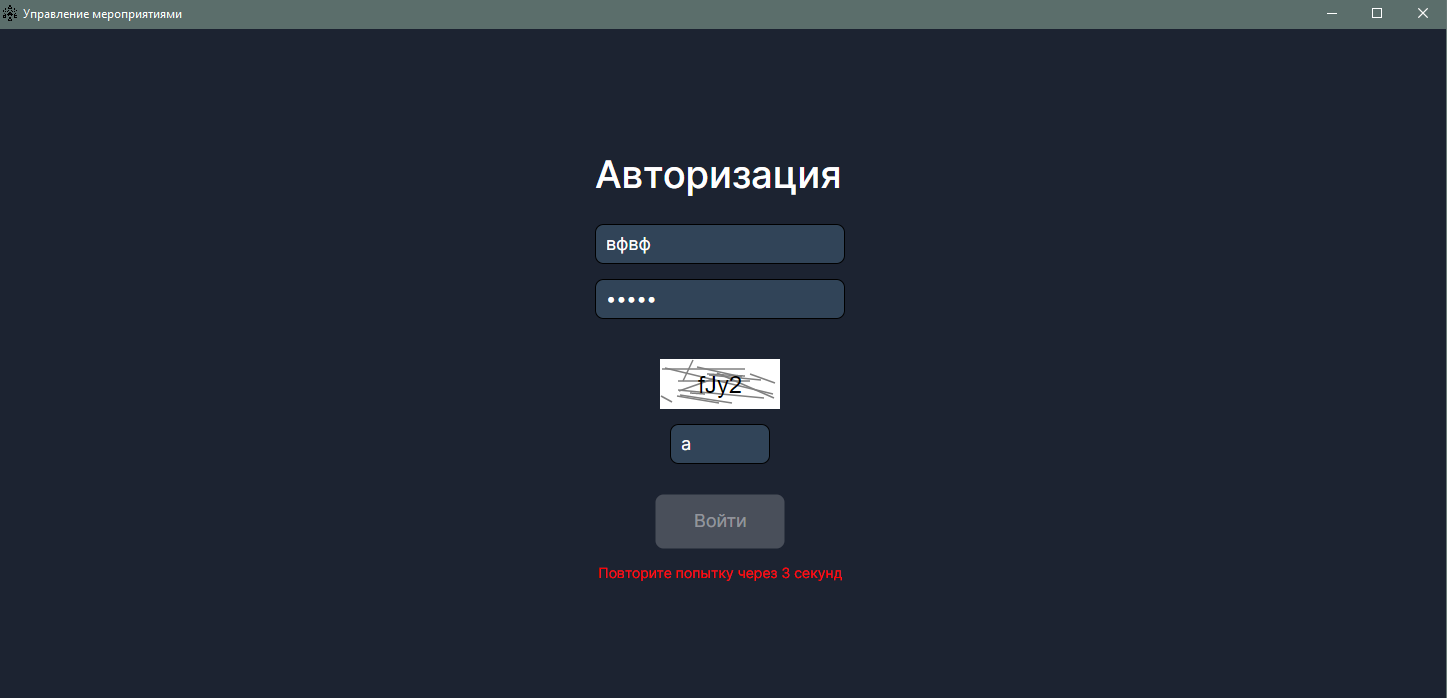 Управление мероприятиями
Авторизация
вфвф
•••••
fJy2
а
Войти
Повторите попытку через 3 секунд